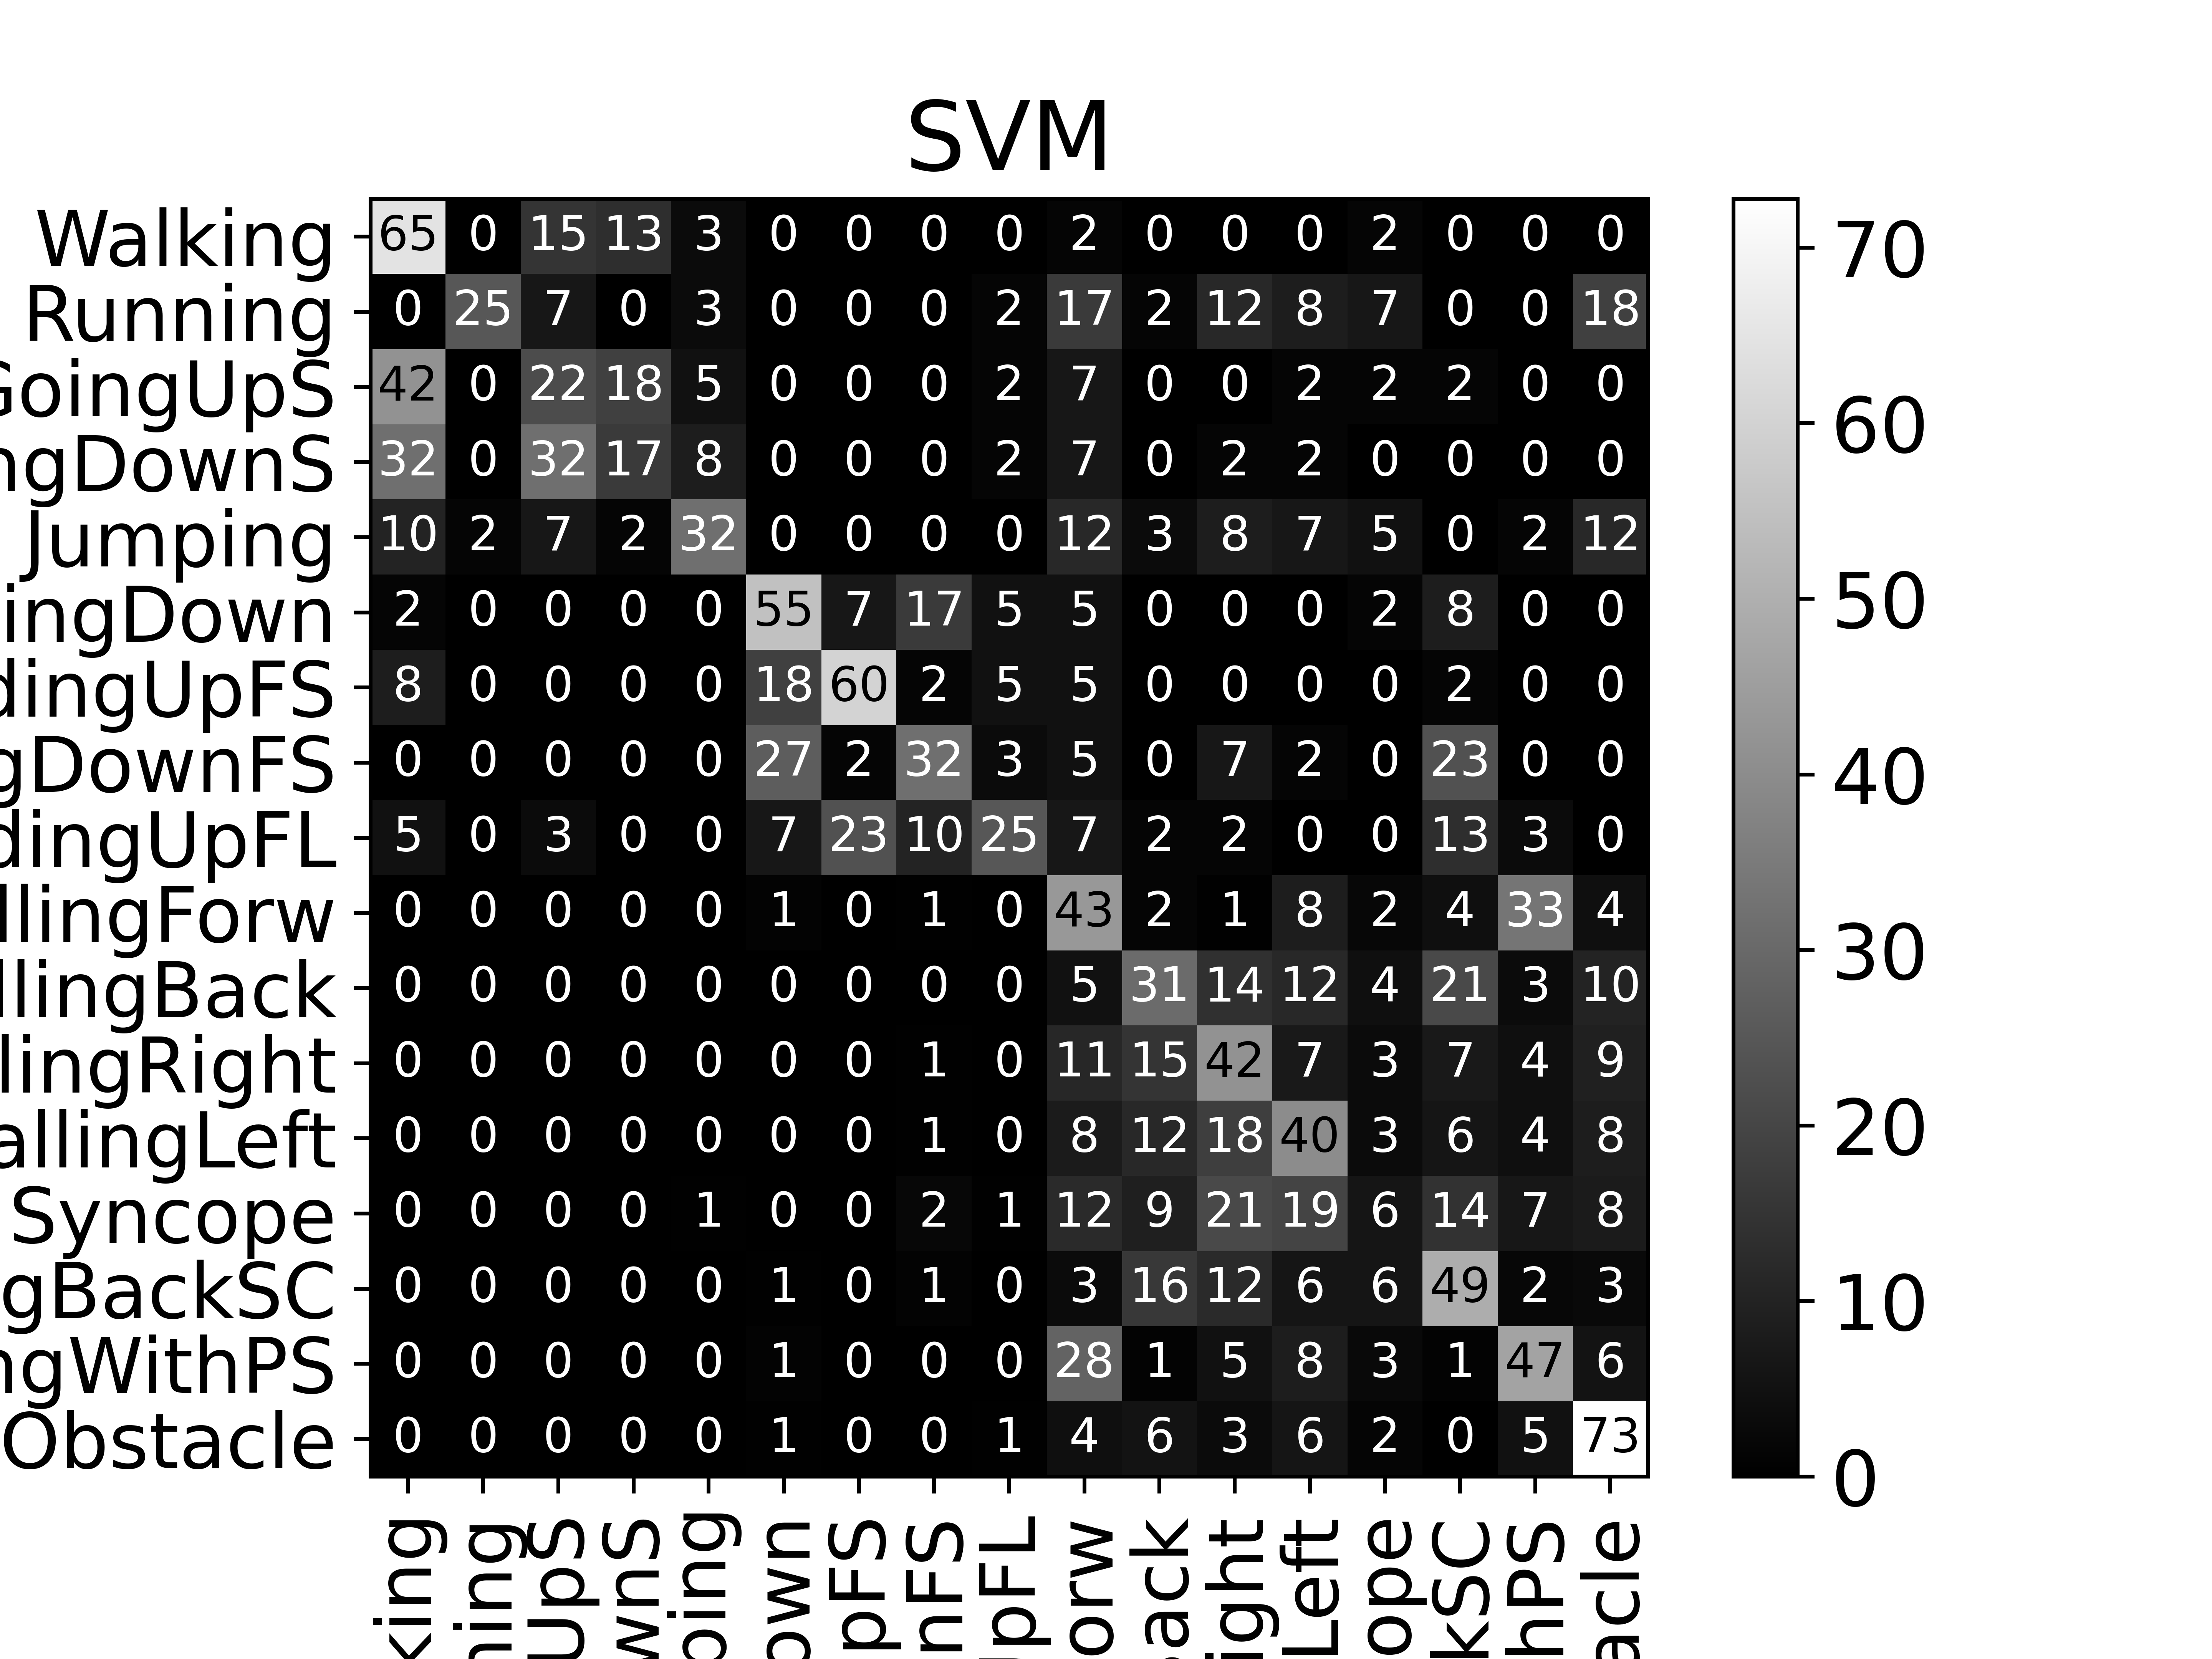 SVM
Walking 65 0 15 13 3 0 0 0 0 2 0 0 0 2 0 0 0
Running 0 25 7 0 3 0 0 0 2 17 2 12 8 7 0 0 18
GoingUpS 42 0 22 18 5 0 0 0 2 7 0 0 2 2 2 0 0
ngDownS 32 0 32 17 8 0 0 0 2 7 0 2 2 0 0 0 0
Jumping 10 2 7 2 32 0 0 0 0 12 3 8 7 5 0 2 12
ingDown 2 0 0 0 0 55 7 17 5 5 0 0 0 2 8 0 0
dingUpFS 8 0 0 0 0 18 60 2 5 5 0 0 0 0 2 0 0
gDownFS 0 0 0 0 0 27 2 32 3 5 0 7 2 0 23 0 0
dingUpFL 5 0 3 0 0 7 23 10 25 7 2 2 0 0 13 3 0
llingForw 0 0 0 0 0 1 0 1 0 43 2 1 8 2 4 33 4
llingBack 0 0 0 0 0 0 0 0 0 5 31 14 12 4 21 3 10
lingRight 0 0 0 0 0 0 0 1 0 11 15 42 7 3 7 4 9
allingLeft 0 0 0 0 0 0 0 1 0 8 12 18 40 3 6 4 8
Syncope 0 0 0 0 1 0 0 2 1 12 9 21 19 6 14 7 8
gBackSC 0 0 0 0 0 1 0 1 0 3 16 12 6 6 49 2 3
ngWithPS 0 0 0 0 0 1 0 0 0 28 1 5 8 3 1 47 6
Obstacle 0 0 0 0 0 1 0 0 1 4 6 3 6 2 0 5 73
king
ning
UpS
wnS
ping
own
pFS
nFS
UpFL
orw
ack
ight
Left
ope
kSC
hPS
acle
70
60
50
40
30
20
10
0